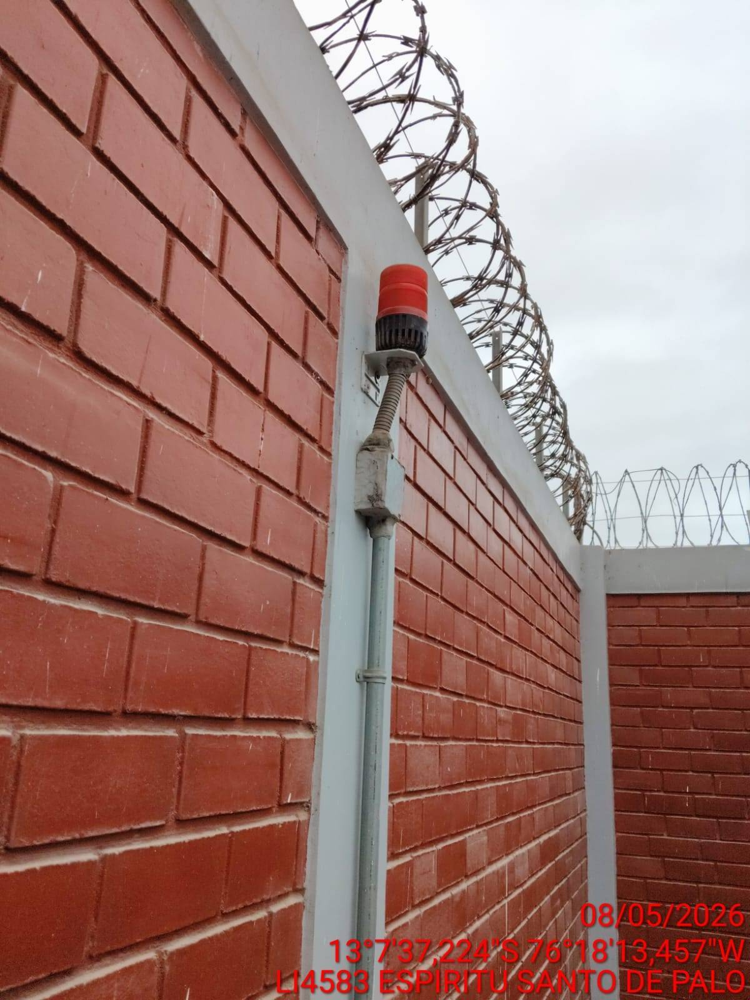 08/05/2026
13°7'37,224"S 76°18'13,457"W
LI4583 ESPIRITU SANTO DE PALO